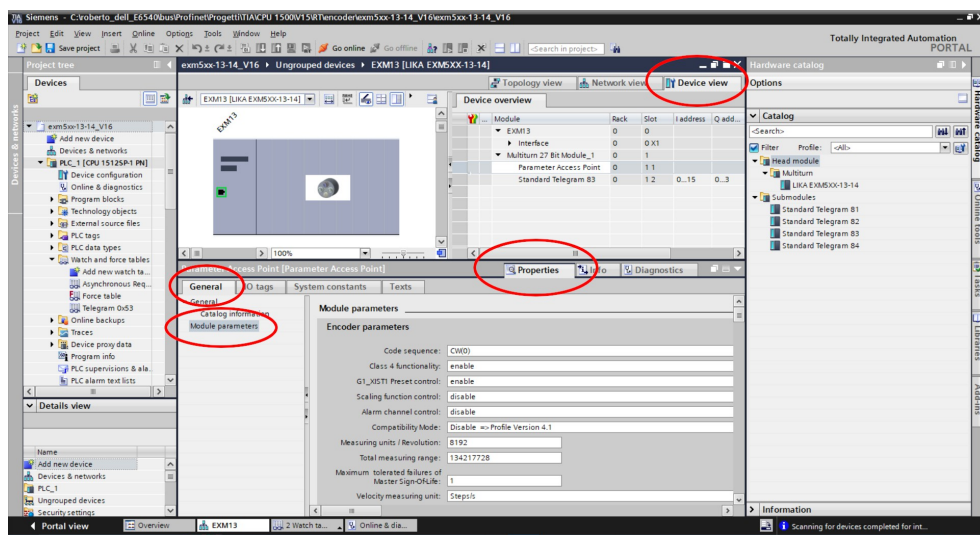 Siemens - C:\roberto_dell_E6540\bus\Profinet\Progetti\TIA\CPU 1500\V15\RT\encoder\exm5xx-13-14_V16\exm5xx-13-14_V16
Project Edit View Insert Online Options Tools Window Help
Totally Integrated Automation
PORTAL
Save project
Go online
Go offline
<Search in project>
Project tree
exm5xx-13-14_V16 ▸ Ungrouped devices ▸ EXM13 [LIKA EXM5XX-13-14]
Hardware catalog
Devices
Topology view
Network view
Device view
Options
EXM13 [LIKA EXM5XX-13-14]
Device overview
EXM13
... Module Rack Slot I address Q add...
EXM13 0 0
Interface 0 0 X1
Multiturn 27 Bit Module_1 0 1
Parameter Access Point 0 1 1
Standard Telegram 83 0 1 2 0...15 0...3
100%
exm5xx-13-14_V16
Add new device
Devices & networks
PLC_1 [CPU 1512SP-1 PN]
Device configuration
Online & diagnostics
Program blocks
Technology objects
External source files
PLC tags
PLC data types
Watch and force tables
Add new watch ta...
Asynchronous Req...
Force table
Telegram 0x53
Online backups
Traces
Device proxy data
Program info
PLC supervisions & ala...
PLC alarm text lists
Details view
Name
Add new device
Devices & networks
PLC_1
Ungrouped devices
Security settings
Parameter Access Point [Parameter Access Point]
Properties
Info
Diagnostics
General
IO tags
System constants
Texts
General
Catalog information
Module parameters
Module parameters
Encoder parameters
Code sequence: CW(0)
Class 4 functionality: enable
G1_XIST1 Preset control: enable
Scaling function control: disable
Alarm channel control: disable
Compatibility Mode: Disable => Profile Version 4.1
Measuring units / Revolution: 8192
Total measuring range: 134217728
Maximum tolerated failures of
Master Sign-Of-Life: 1
Velocity measuring unit: Steps/s
Catalog
<Search>
Filter Profile: <All>
Head module
Multiturn
LIKA EXM5XX-13-14
Submodules
Standard Telegram 81
Standard Telegram 82
Standard Telegram 83
Standard Telegram 84
Information
Hardware catalog
Online tools
Tasks
Libraries
Add-ins
Devices & networks
Portal view
Overview
EXM13
2 Watch ta...
Online & dia...
Scanning for devices completed for int...